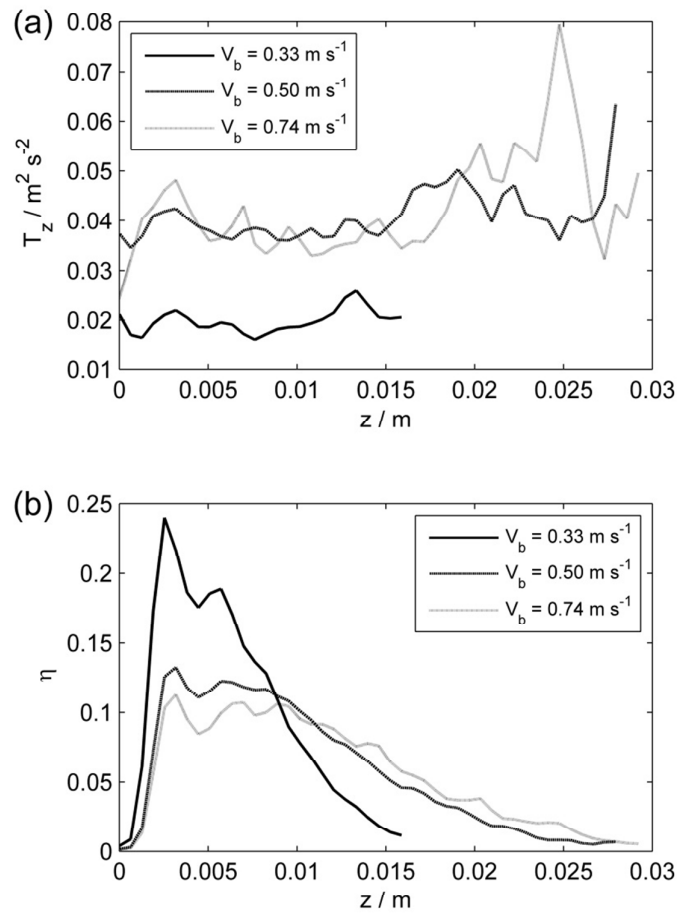 (a)
0.08
0.07
0.06
0.05
0.04
0.03
0.02
0.01
T_z / m² s⁻²
V_b = 0.33 m s⁻¹
V_b = 0.50 m s⁻¹
V_b = 0.74 m s⁻¹
0 0.005 0.01 0.015 0.02 0.025 0.03
z / m
(b)
0.25
0.2
0.15
0.1
0.05
0
η
V_b = 0.33 m s⁻¹
V_b = 0.50 m s⁻¹
V_b = 0.74 m s⁻¹
0 0.005 0.01 0.015 0.02 0.025 0.03
z / m